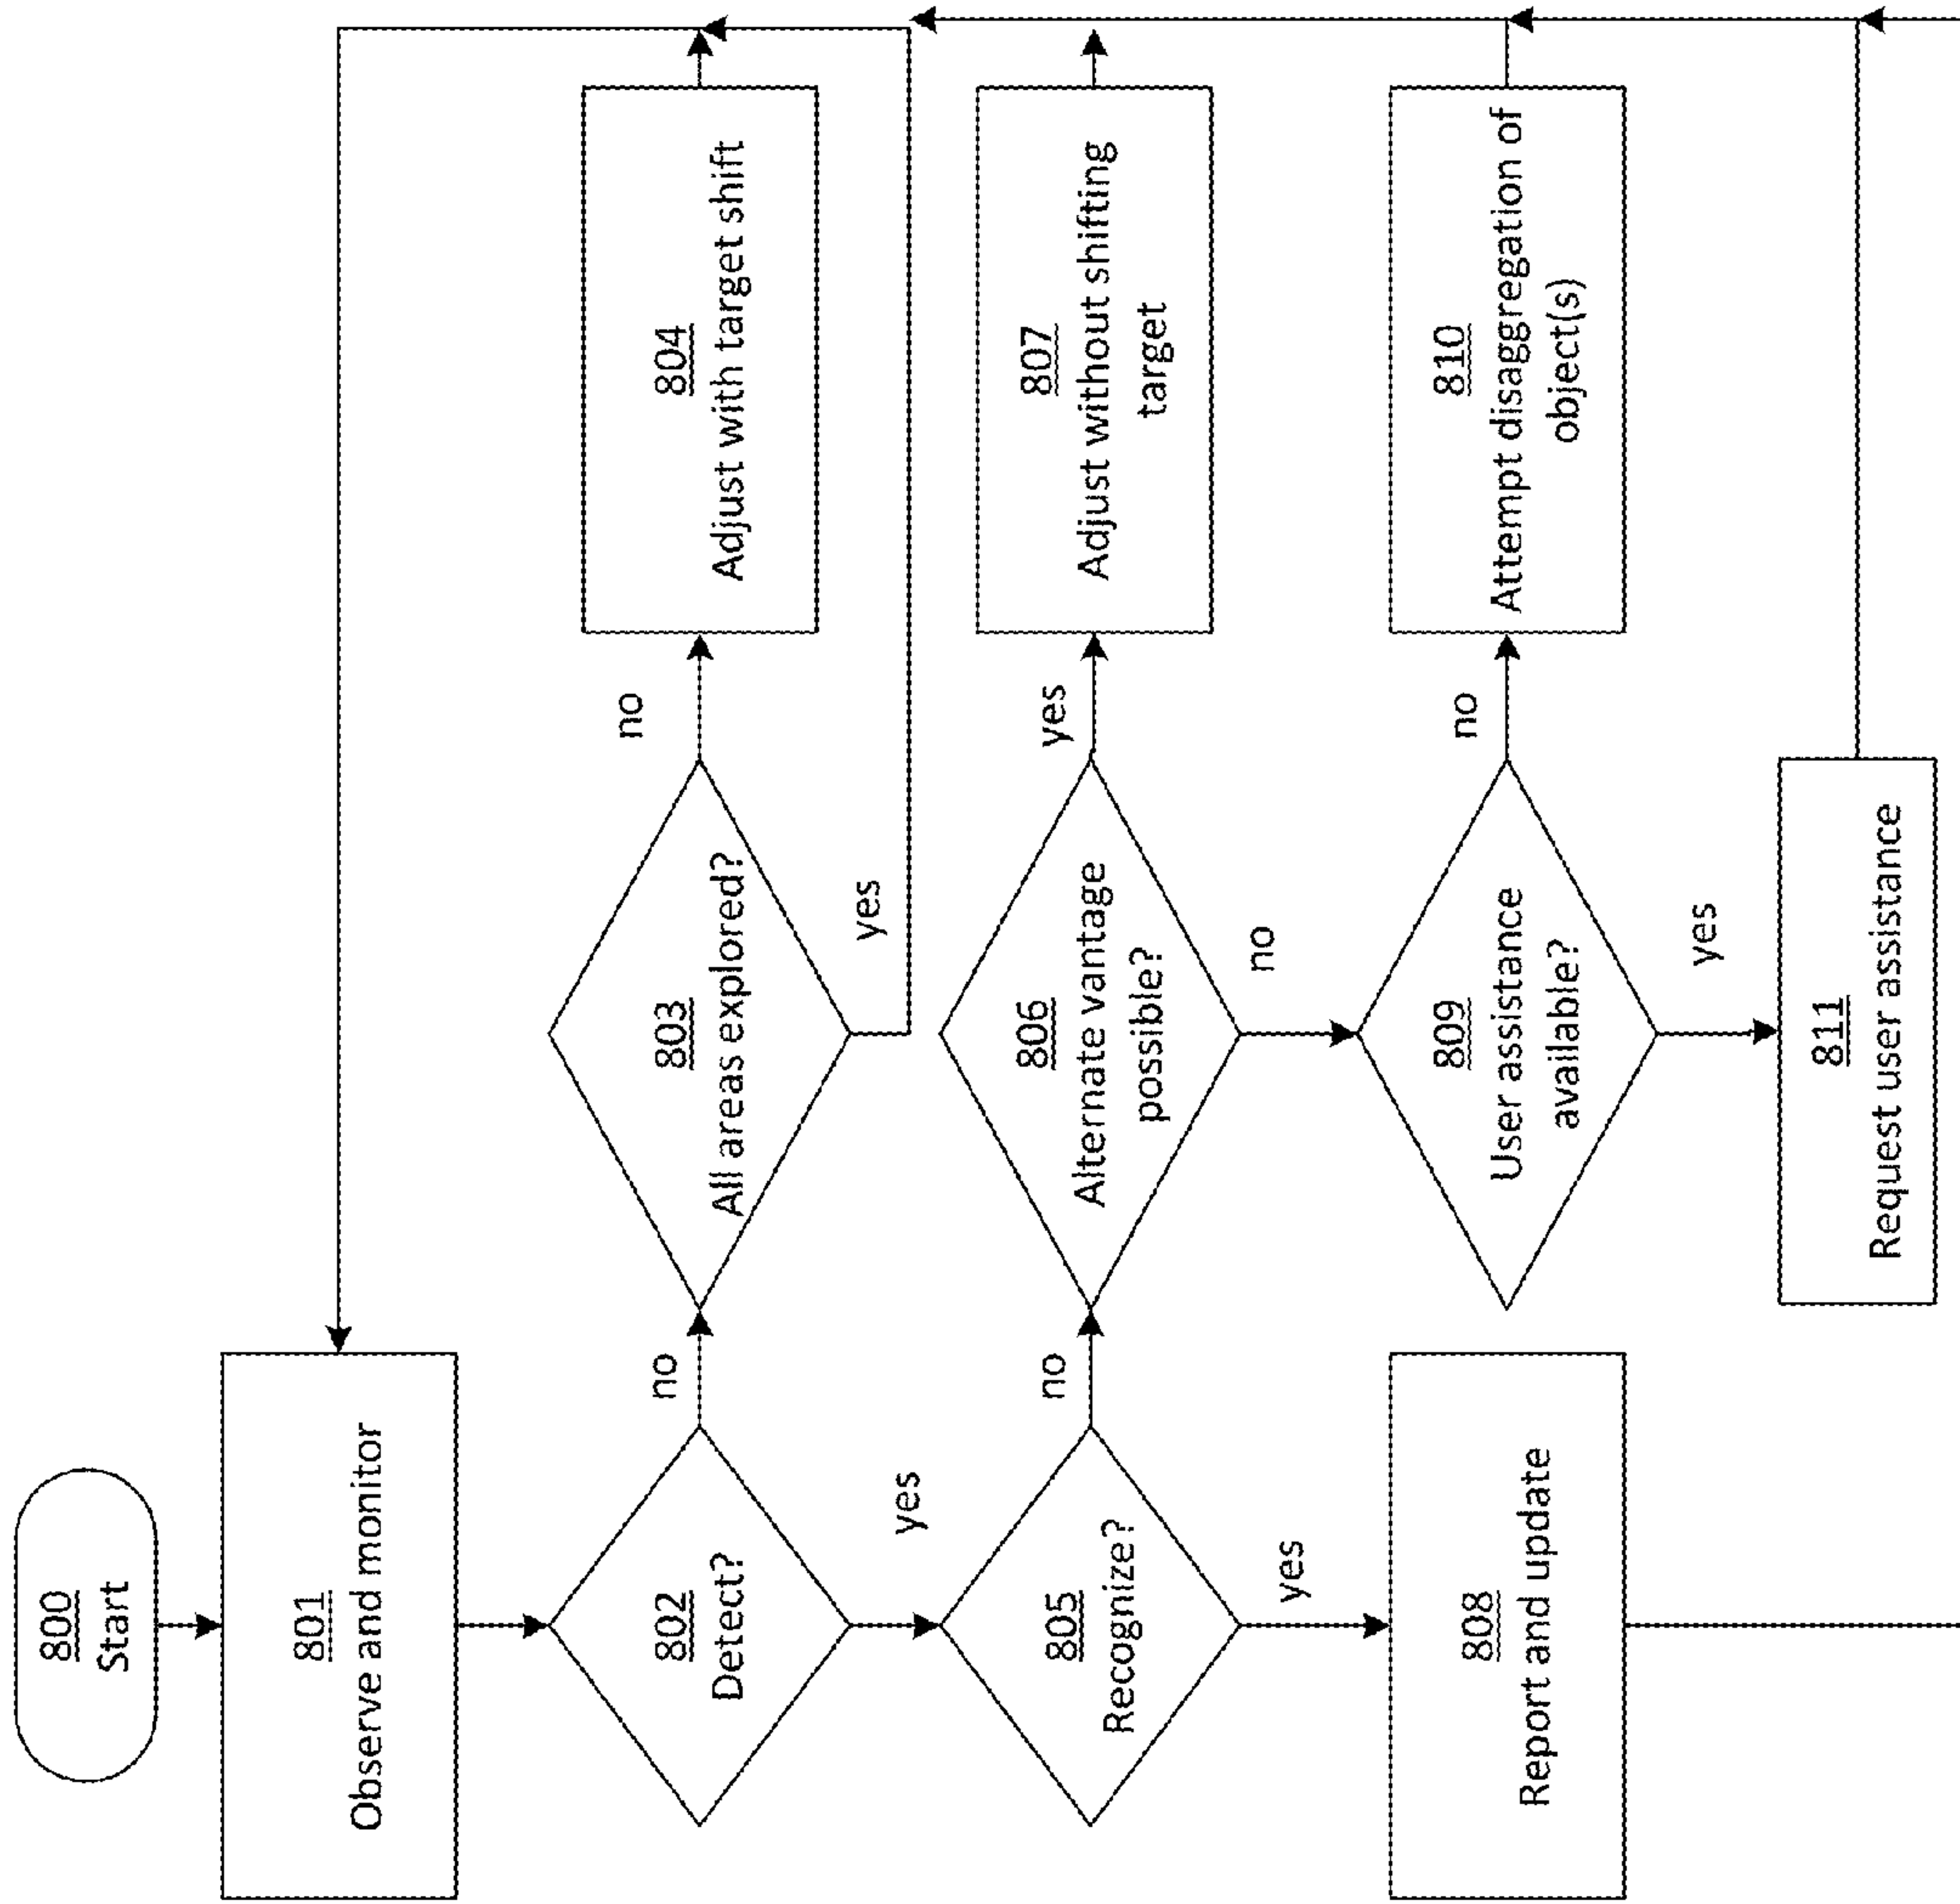 800
Start
801
Observe and monitor
802
Detect?
no
803
All areas explored?
no
804
Adjust with target shift
yes
yes
805
Recognize?
no
806
Alternate vantage
possible?
yes
807
Adjust without shifting
target
yes
no
808
Report and update
809
User assistance
available?
no
810
Attempt disaggregation of
object(s)
yes
811
Request user assistance